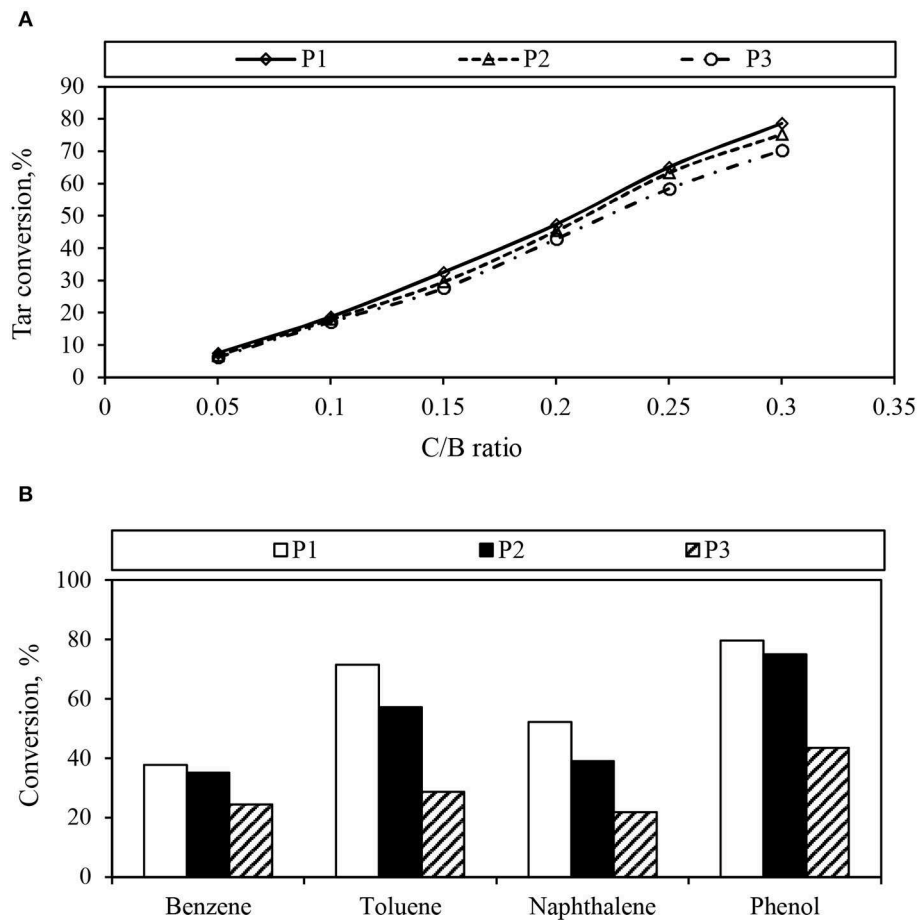 A
P1 P2 P3
90
80
70
60
50
40
30
20
10
0
0 0.05 0.1 0.15 0.2 0.25 0.3 0.35
Tar conversion,%
C/B ratio
B
P1 P2 P3
100
80
60
40
20
0
Conversion, %
Benzene Toluene Naphthalene Phenol